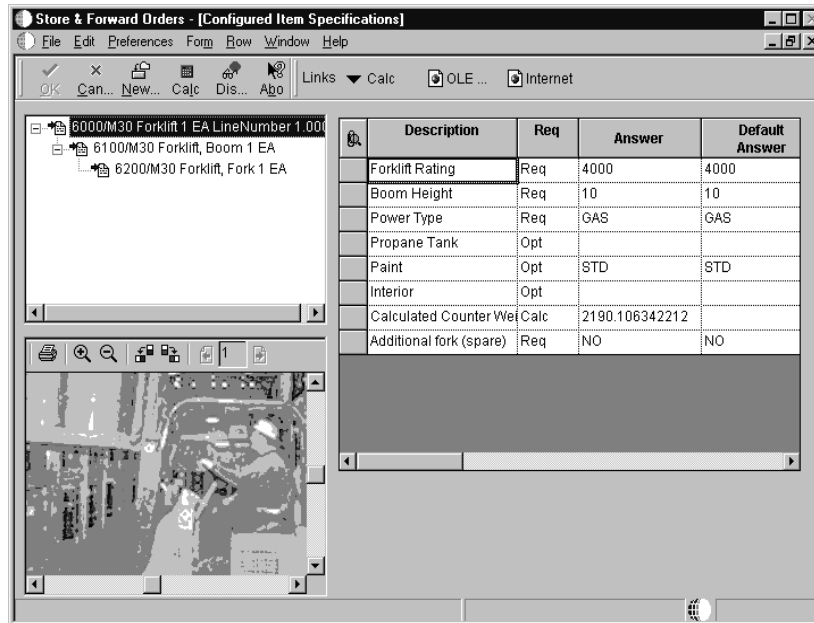 Store & Forward Orders - [Configured Item Specifications]
File Edit Preferences Form Row Window Help
OK Can... New... Calc Dis... Abo Links Calc OLE ... Internet
6000/M30 Forklift 1 EA LineNumber 1.000
6100/M30 Forklift, Boom 1 EA
6200/M30 Forklift, Fork 1 EA
Description Req Answer Default Answer
Forklift Rating Req 4000 4000
Boom Height Req 10 10
Power Type Req GAS GAS
Propane Tank Opt
Paint Opt STD STD
Interior Opt
Calculated Counter Wei Calc 2190.106342212
Additional fork (spare) Req NO NO
1